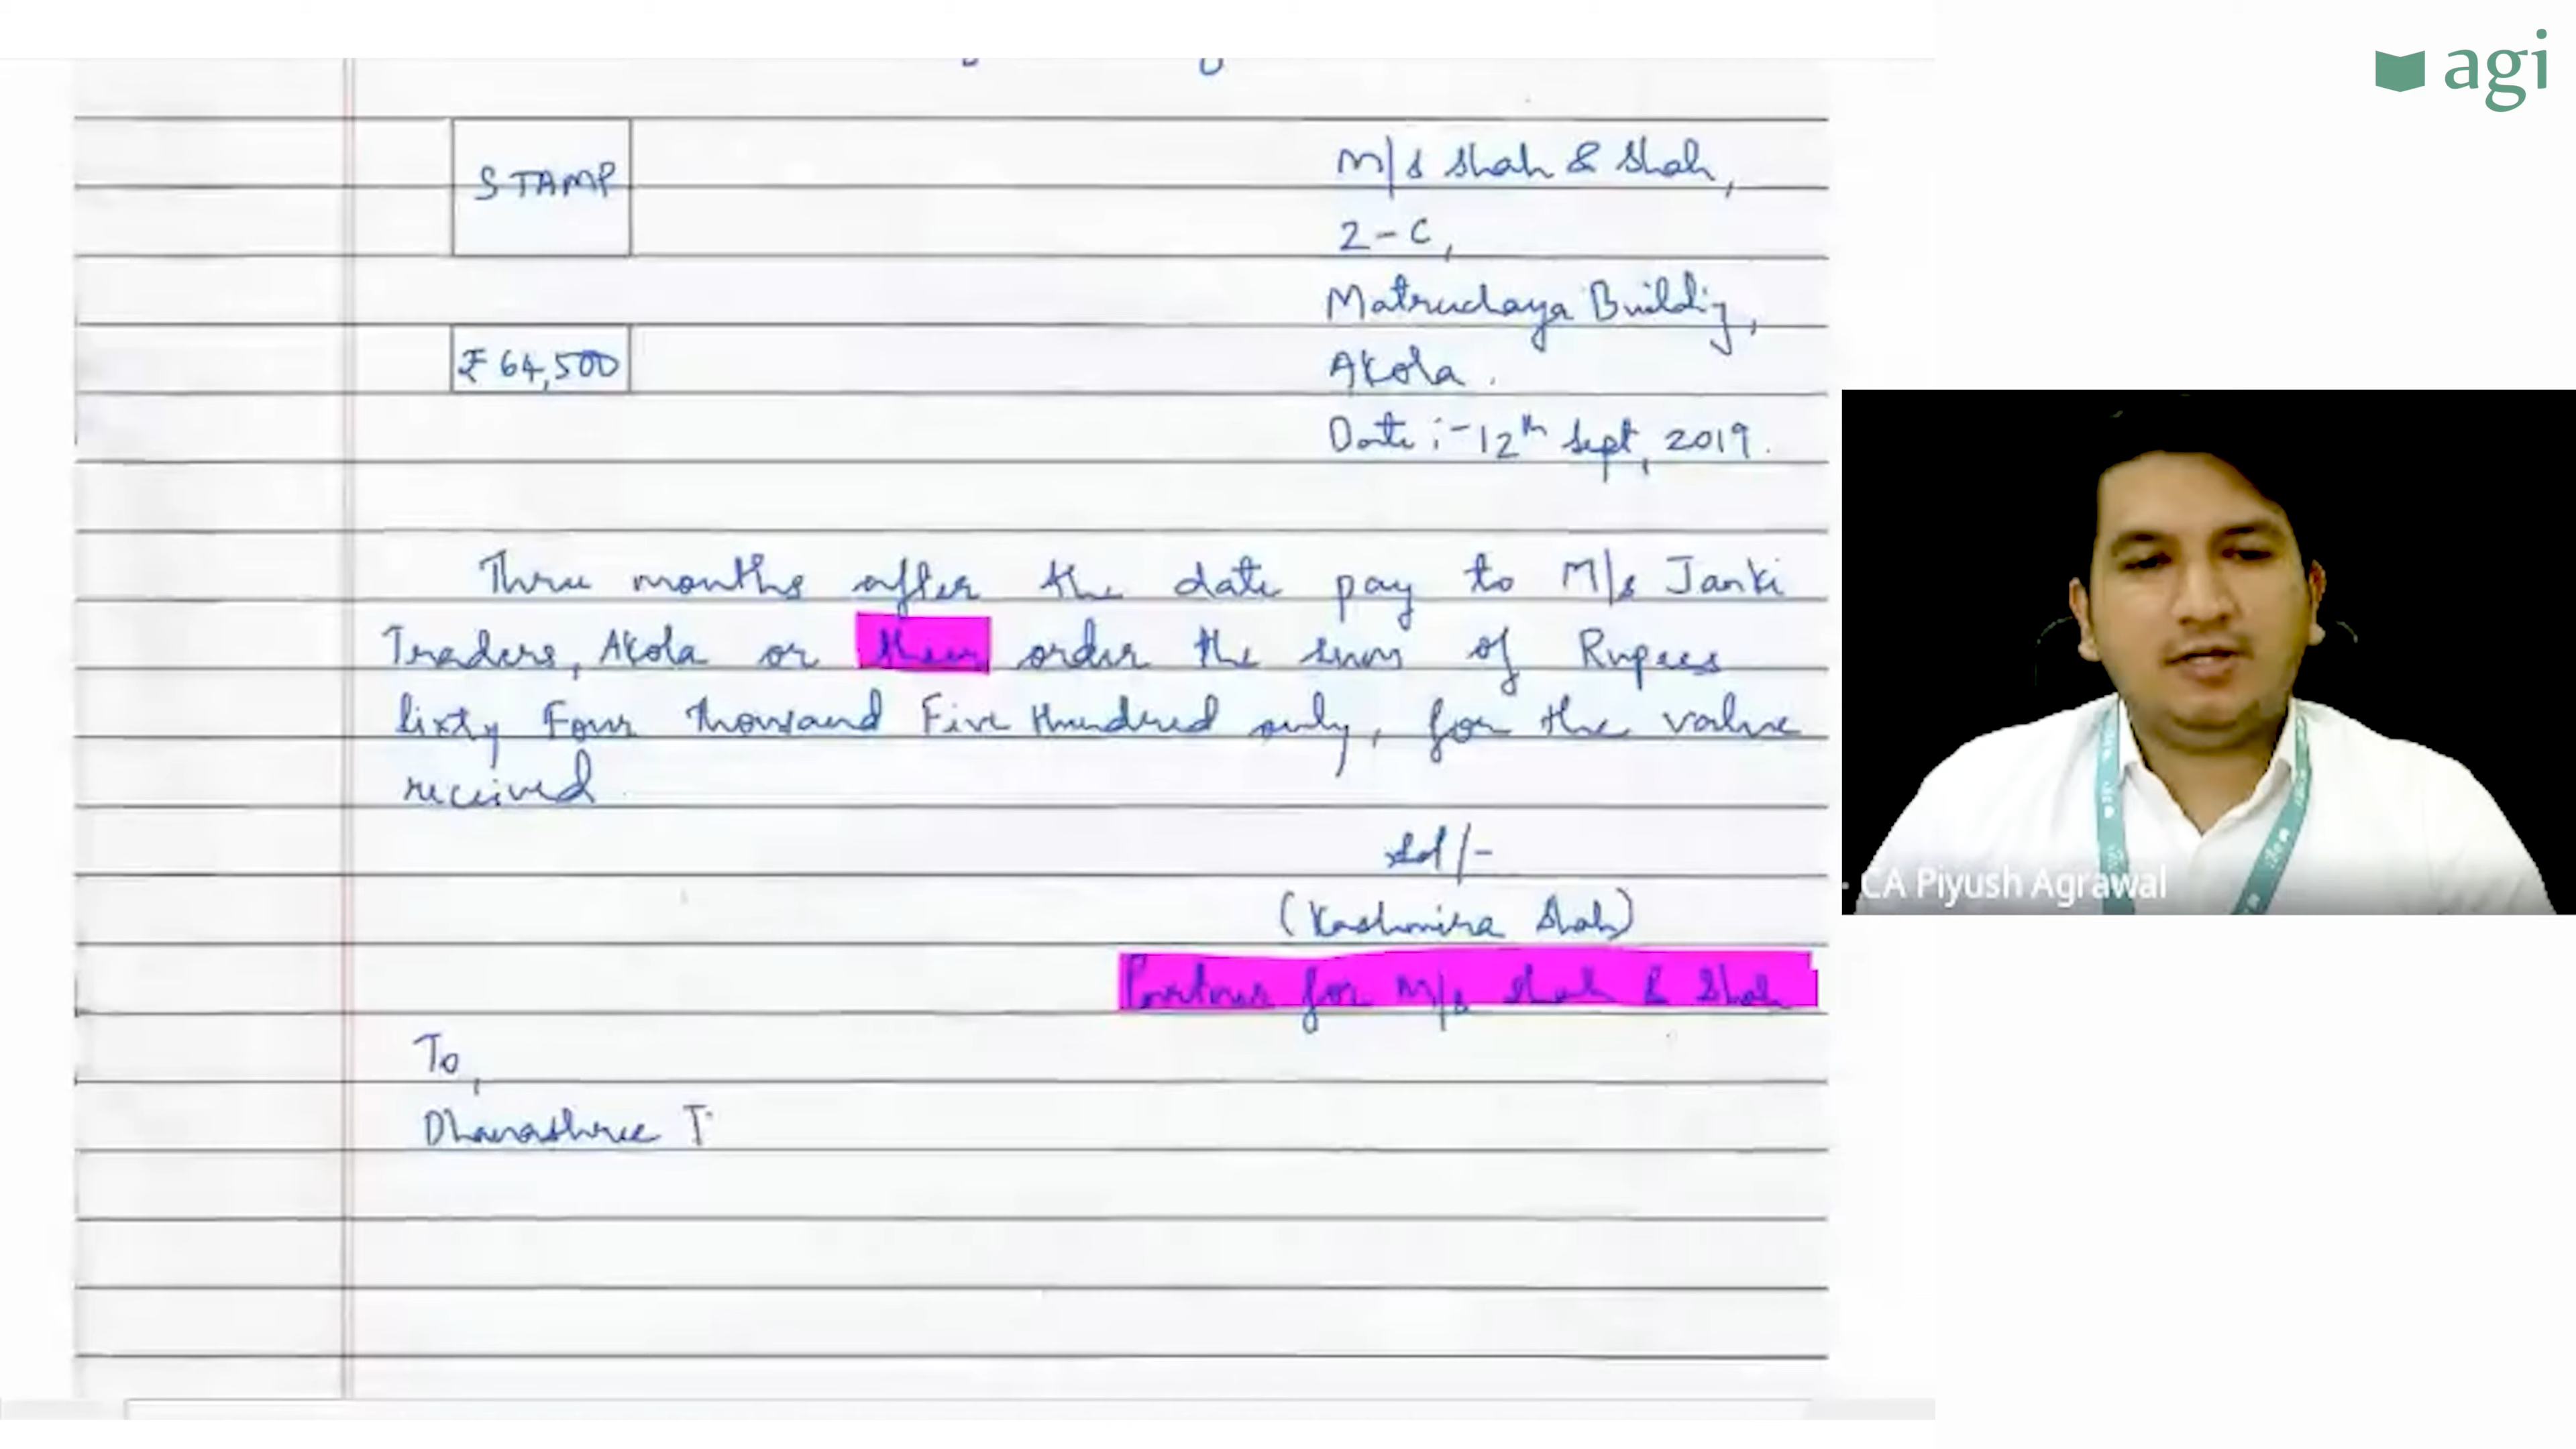 agi
STAMP
M/s Shah & Shah,
2-C,
Matruchaya Building,
₹ 64,500
Akola.
Date :- 12th Sept, 2019.
Three months after the date pay to M/s Janki
Traders, Akola or their order the sum of Rupees
Sixty Four Thousand Five Hundred only, for the value
received
Sd/-
(Kashmira Shah)
Partner for M/s Shah & Shah
To,
Dhanashree T
CA Piyush Agrawal